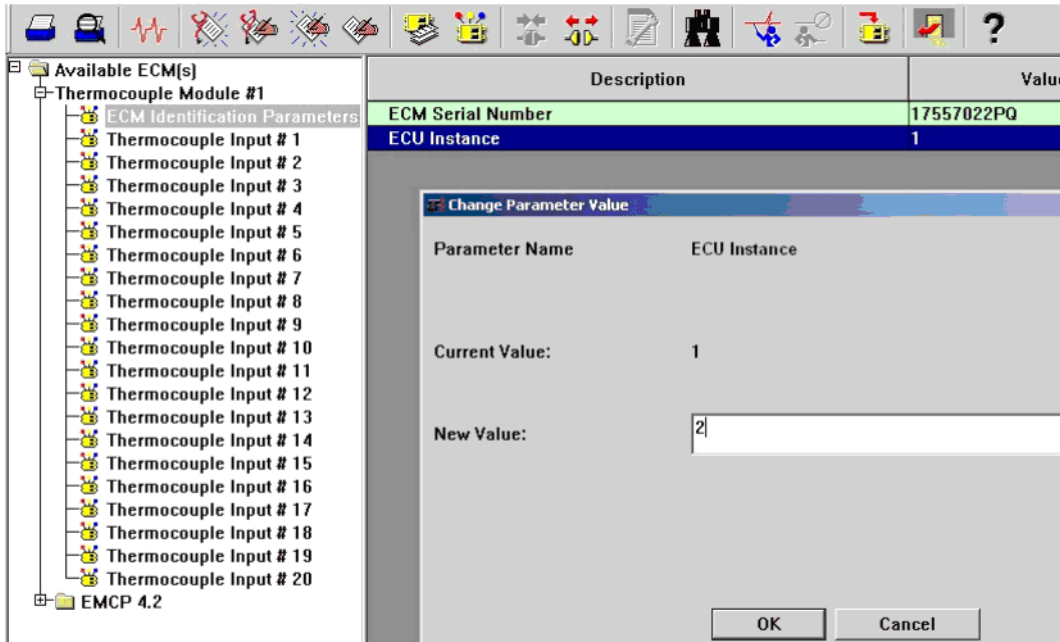 ?
Available ECM(s)
Thermocouple Module #1
ECM Identification Parameters
Thermocouple Input # 1
Thermocouple Input # 2
Thermocouple Input # 3
Thermocouple Input # 4
Thermocouple Input # 5
Thermocouple Input # 6
Thermocouple Input # 7
Thermocouple Input # 8
Thermocouple Input # 9
Thermocouple Input # 10
Thermocouple Input # 11
Thermocouple Input # 12
Thermocouple Input # 13
Thermocouple Input # 14
Thermocouple Input # 15
Thermocouple Input # 16
Thermocouple Input # 17
Thermocouple Input # 18
Thermocouple Input # 19
Thermocouple Input # 20
EMCP 4.2
Description Valu
ECM Serial Number 17557022PQ
ECU Instance 1
Change Parameter Value
Parameter Name ECU Instance
Current Value: 1
New Value: 2
OK Cancel